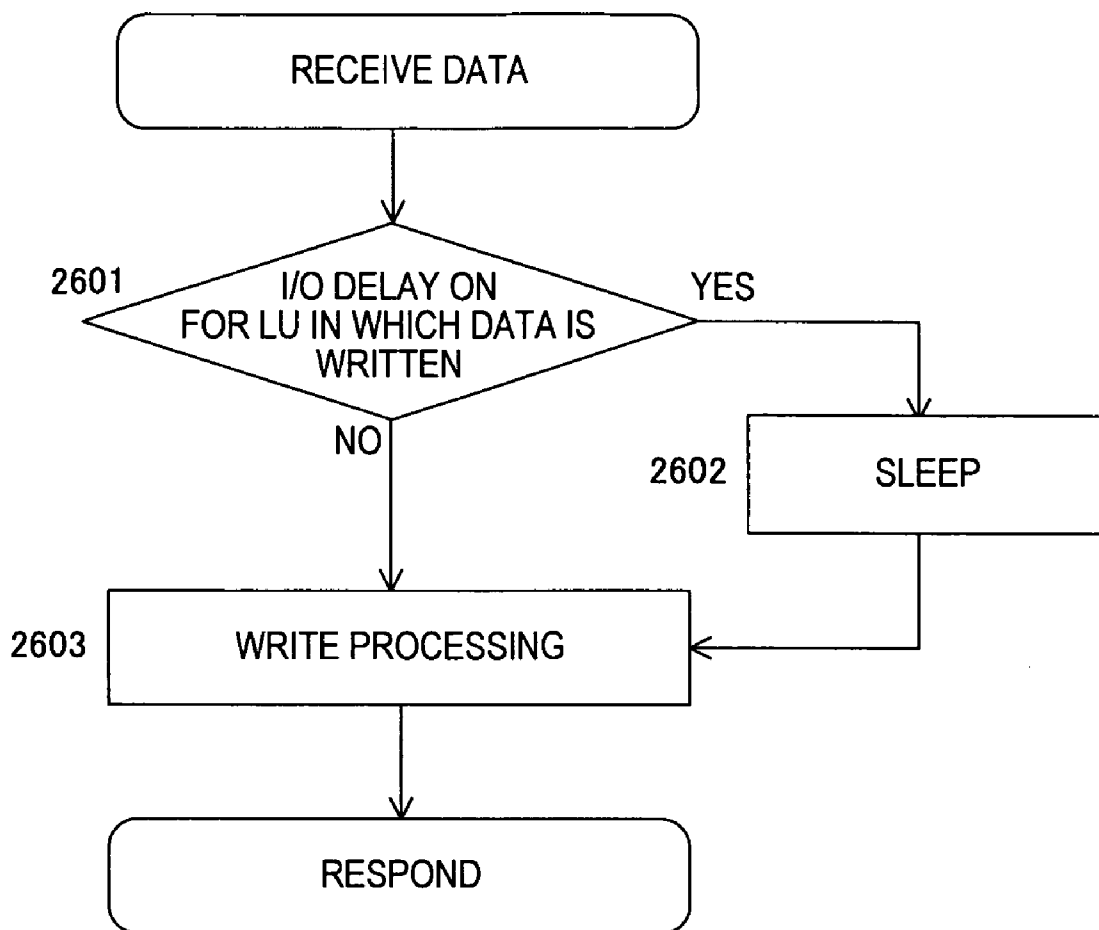 RECEIVE DATA
2601
I/O DELAY ON
FOR LU IN WHICH DATA IS
WRITTEN
YES
NO
2602
SLEEP
2603
WRITE PROCESSING
RESPOND